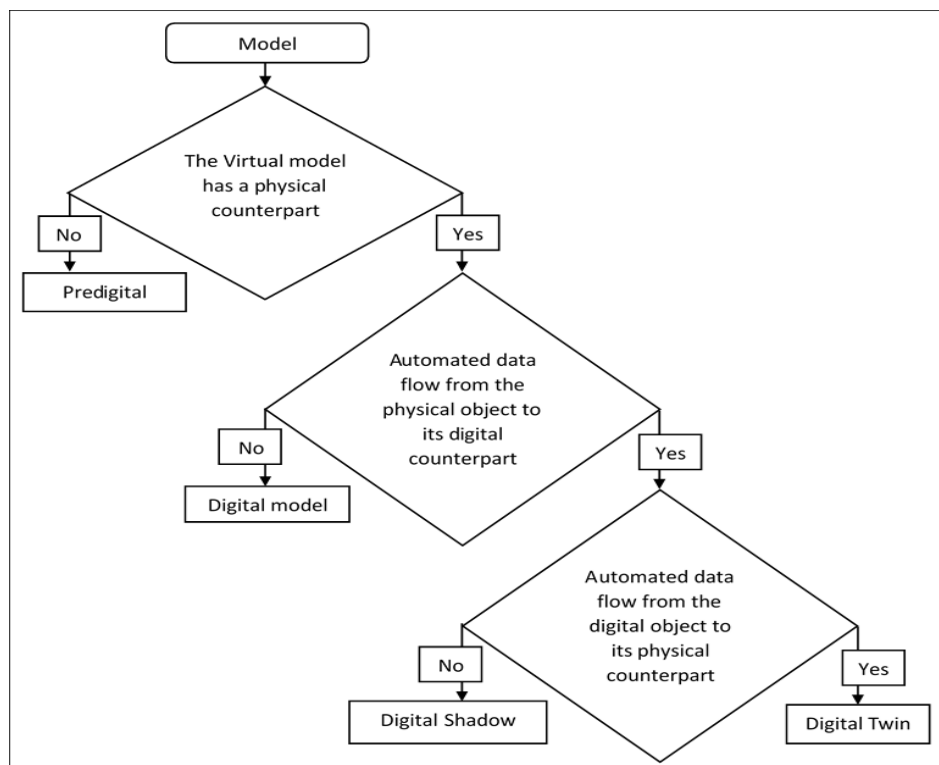 Model
The Virtual model
has a physical
counterpart
No
Yes
Predigital
Automated data
flow from the
physical object to
its digital
counterpart
No
Yes
Digital model
Automated data
flow from the
digital object to
its physical
counterpart
No
Yes
Digital Shadow
Digital Twin